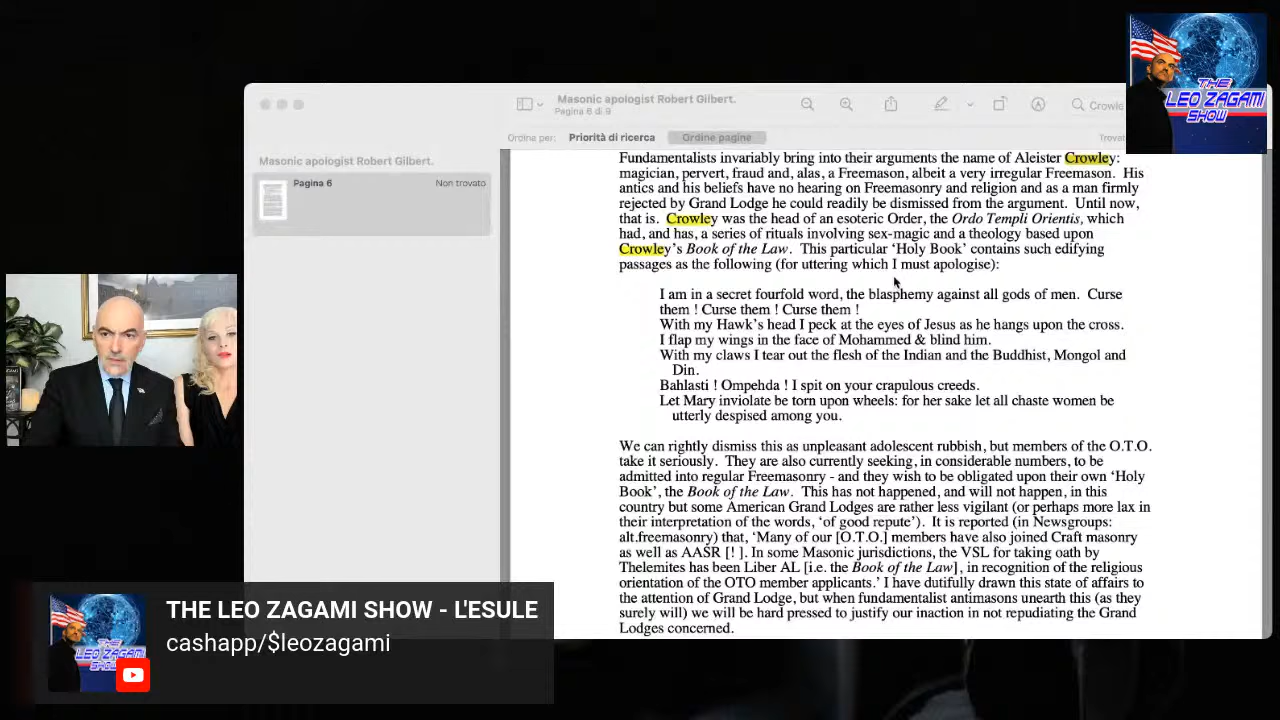 THE
LEO ZAGAMI
SHOW
Masonic apologist Robert Gilbert.
Pagina 6 di 9
Crowle
Ordine per:
Priorità di ricerca
Ordine pagine
Trovat
Masonic apologist Robert Gilbert.
Pagina 6
Non trovato
Fundamentalists invariably bring into their arguments the name of Aleister Crowley:
magician, pervert, fraud and, alas, a Freemason, albeit a very irregular Freemason. His
antics and his beliefs have no hearing on Freemasonry and religion and as a man firmly
rejected by Grand Lodge he could readily be dismissed from the argument. Until now,
that is. Crowley was the head of an esoteric Order, the Ordo Templi Orientis, which
had, and has, a series of rituals involving sex-magic and a theology based upon
Crowley's Book of the Law. This particular 'Holy Book' contains such edifying
passages as the following (for uttering which I must apologise):
I am in a secret fourfold word, the blasphemy against all gods of men. Curse
them ! Curse them ! Curse them !
With my Hawk's head I peck at the eyes of Jesus as he hangs upon the cross.
I flap my wings in the face of Mohammed & blind him.
With my claws I tear out the flesh of the Indian and the Buddhist, Mongol and
Din.
Bahlasti ! Ompehda ! I spit on your crapulous creeds.
Let Mary inviolate be torn upon wheels: for her sake let all chaste women be
utterly despised among you.
We can rightly dismiss this as unpleasant adolescent rubbish, but members of the O.T.O.
take it seriously. They are also currently seeking, in considerable numbers, to be
admitted into regular Freemasonry - and they wish to be obligated upon their own 'Holy
Book', the Book of the Law. This has not happened, and will not happen, in this
country but some American Grand Lodges are rather less vigilant (or perhaps more lax in
their interpretation of the words, 'of good repute'). It is reported (in Newsgroups:
alt.freemasonry) that, 'Many of our [O.T.O.] members have also joined Craft masonry
as well as AASR [! ]. In some Masonic jurisdictions, the VSL for taking oath by
Thelemites has been Liber AL [i.e. the Book of the Law], in recognition of the religious
orientation of the OTO member applicants.' I have dutifully drawn this state of affairs to
the attention of Grand Lodge, but when fundamentalist antimasons unearth this (as they
surely will) we will be hard pressed to justify our inaction in not repudiating the Grand
Lodges concerned.
THE
LEO ZAGAMI
SHOW
THE LEO ZAGAMI SHOW - L'ESULE
cashapp/$leozagami